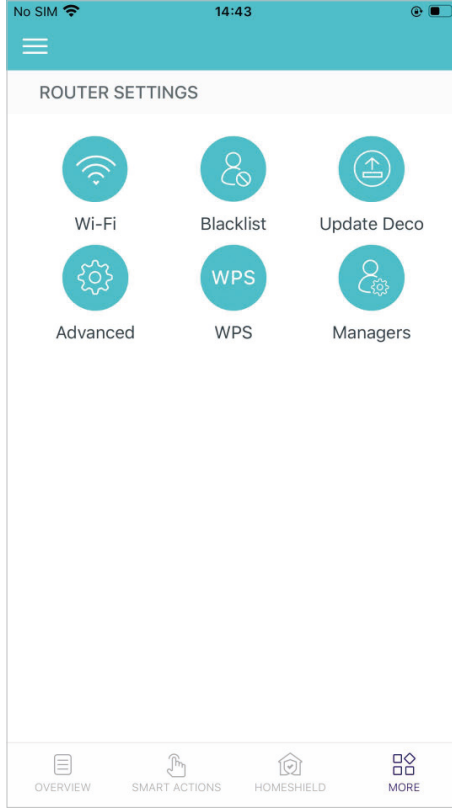 No SIM 14:43
ROUTER SETTINGS
Wi-Fi Blacklist Update Deco
WPS
Advanced WPS Managers
OVERVIEW SMART ACTIONS HOMESHIELD MORE